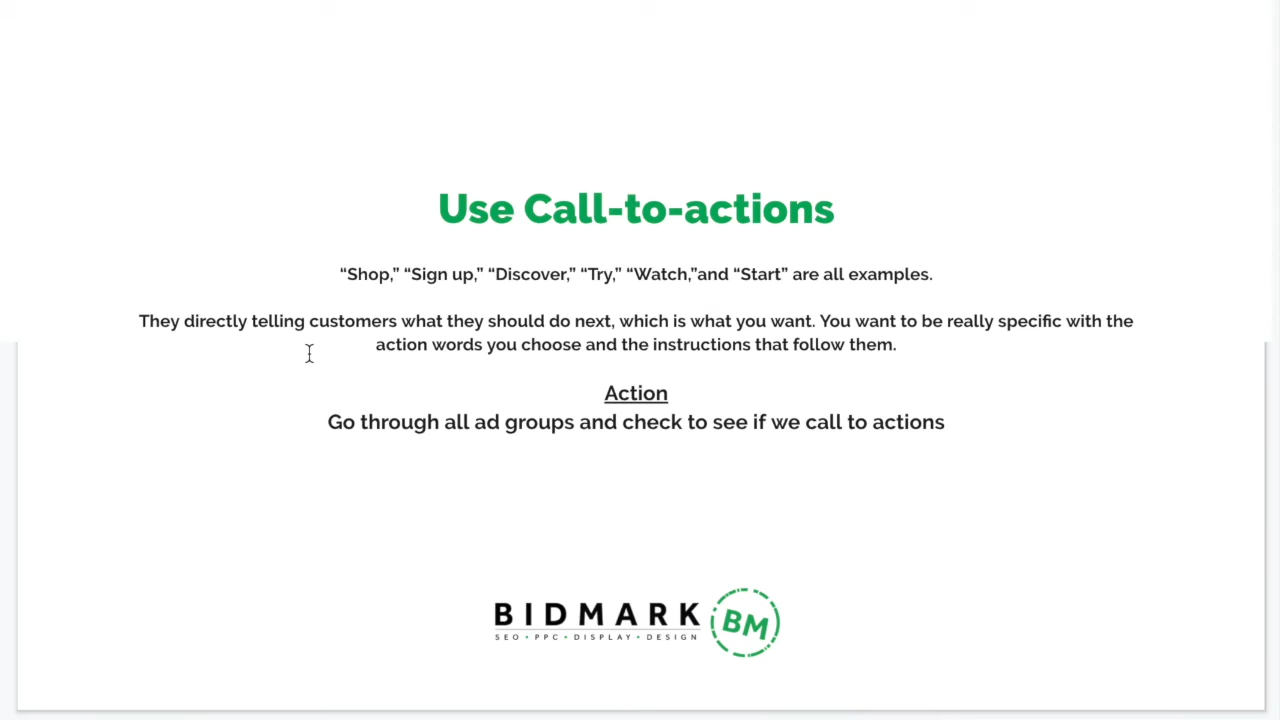 Use Call-to-actions
“Shop,” “Sign up,” “Discover,” “Try,” “Watch,”and “Start” are all examples.
They directly telling customers what they should do next, which is what you want. You want to be really specific with the
action words you choose and the instructions that follow them.
Action
Go through all ad groups and check to see if we call to actions
BIDMARK
SEO • PPC • DISPLAY • DESIGN
BM